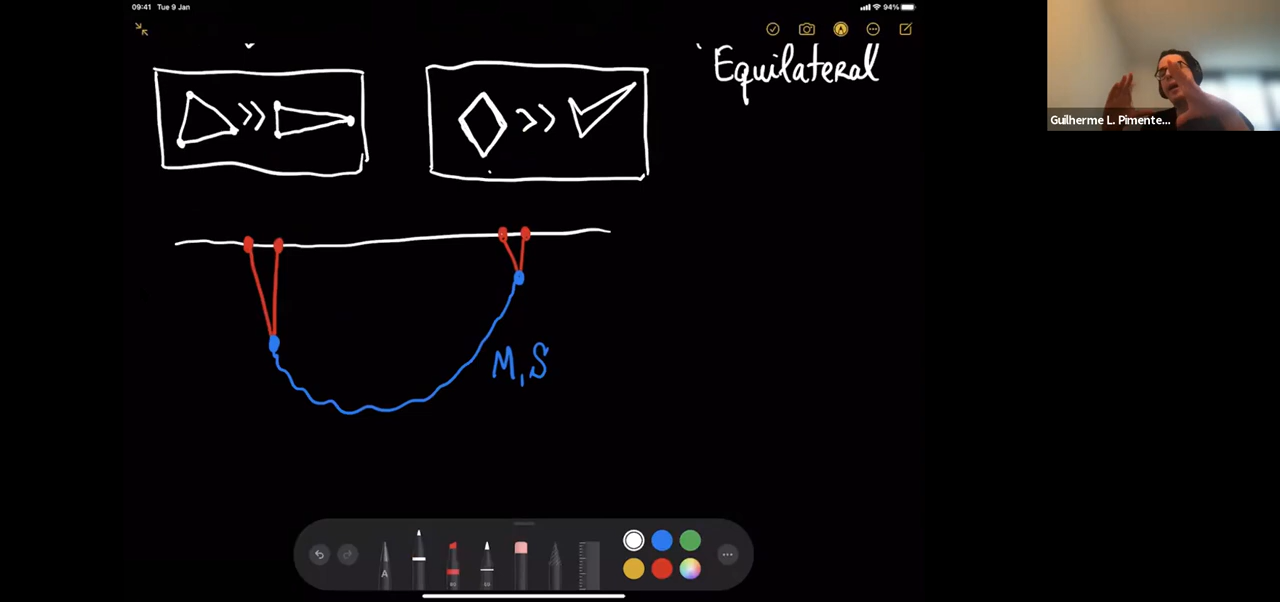 09:41 Tue 9 Jan
94%
Equilateral
Guilherme L. Pimente...
M, S
A